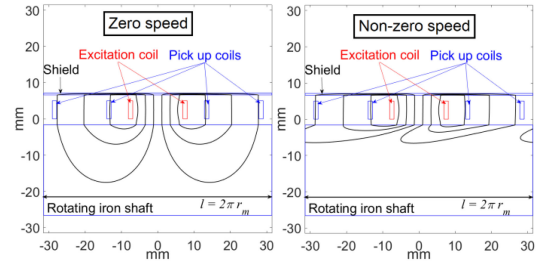 Zero speed
Excitation coil
Pick up coils
Shield
Rotating iron shaft
l = 2π r_m
mm
30
20
10
0
-10
-20
-30
-30 -20 -10 0 10 20 30
mm
Non-zero speed
Excitation coil
Pick up coils
Shield
Rotating iron shaft
l = 2π r_m
mm
30
20
10
0
-10
-20
-30
-30 -20 -10 0 10 20 30
mm